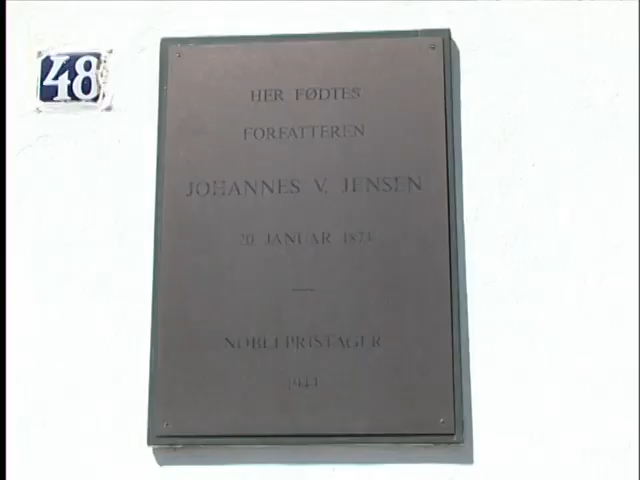 48
HER FØDTES
FORFATTEREN
JOHANNES V. JENSEN
20 JANUAR 1873
NOBELPRISTAGER
1944